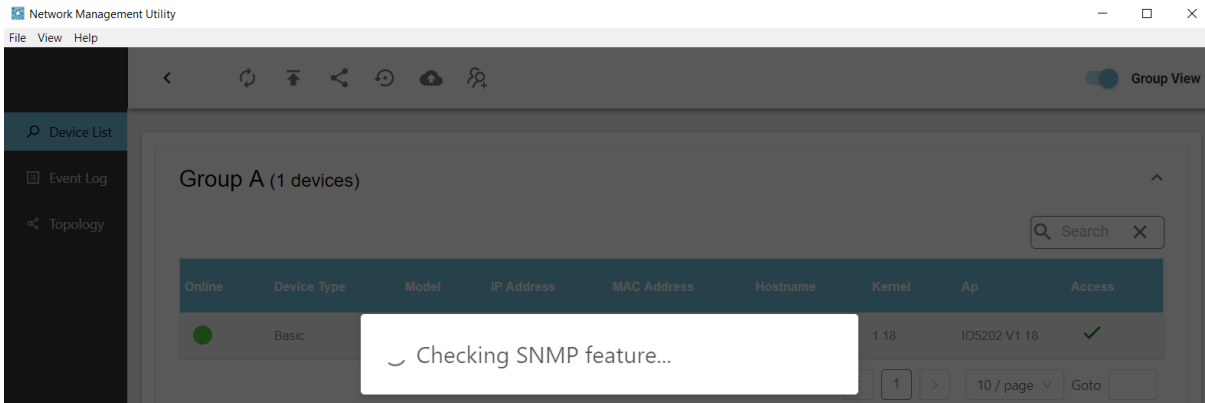 Network Management Utility
File View Help
Group View
Device List
Event Log
Topology
Group A (1 devices)
Search
Online Device Type Model IP Address MAC Address Hostname Kernel Ap Access
Basic 1.18 IO5202 V1.18
Checking SNMP feature...
1 10 / page Goto